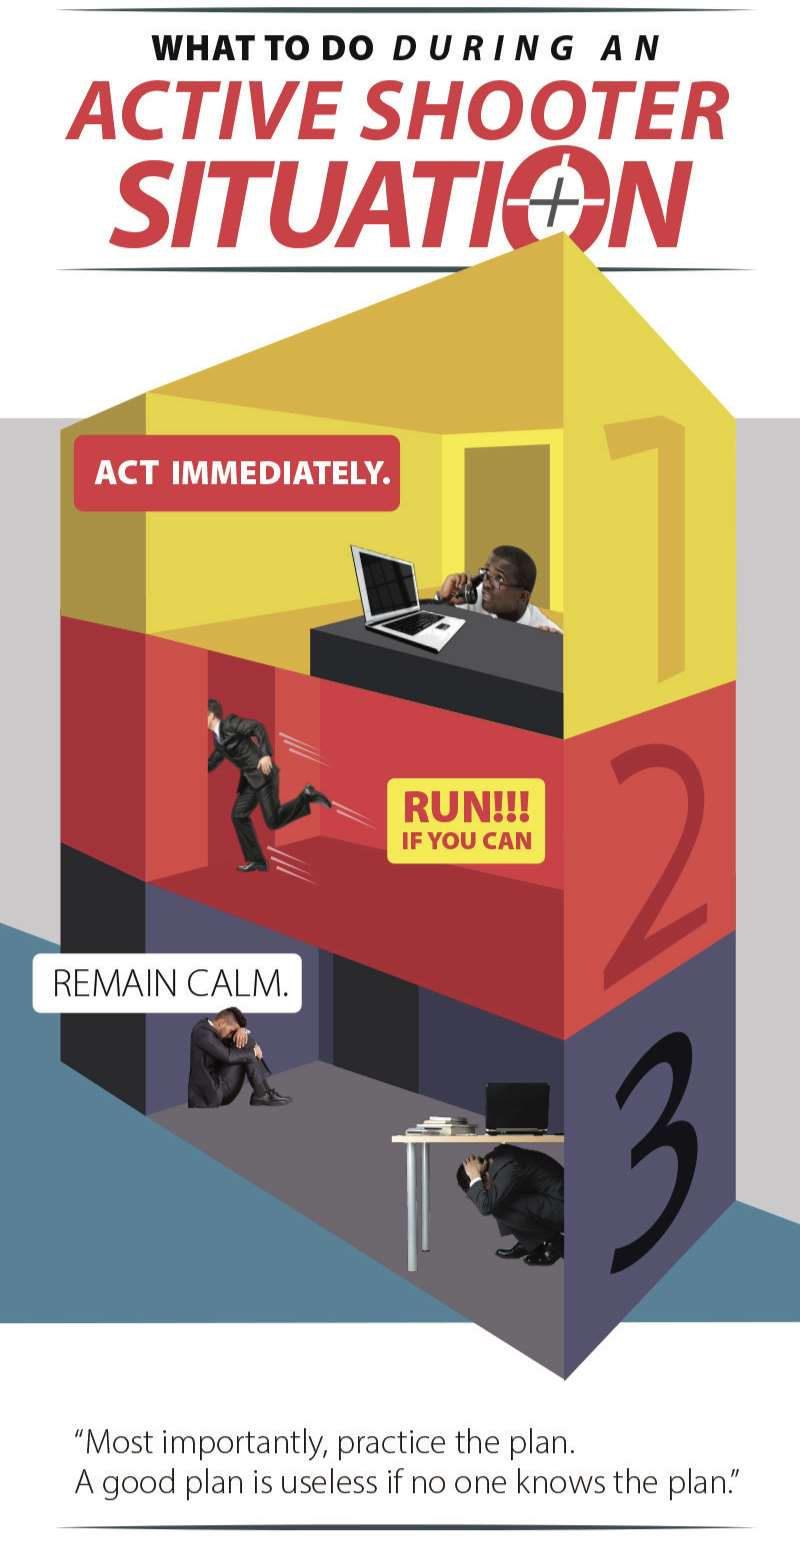 WHAT TO DO DURING AN
ACTIVE SHOOTER
SITUATION
ACT IMMEDIATELY.
1
RUN!!!
IF YOU CAN
2
REMAIN CALM.
3
“Most importantly, practice the plan.
A good plan is useless if no one knows the plan.”